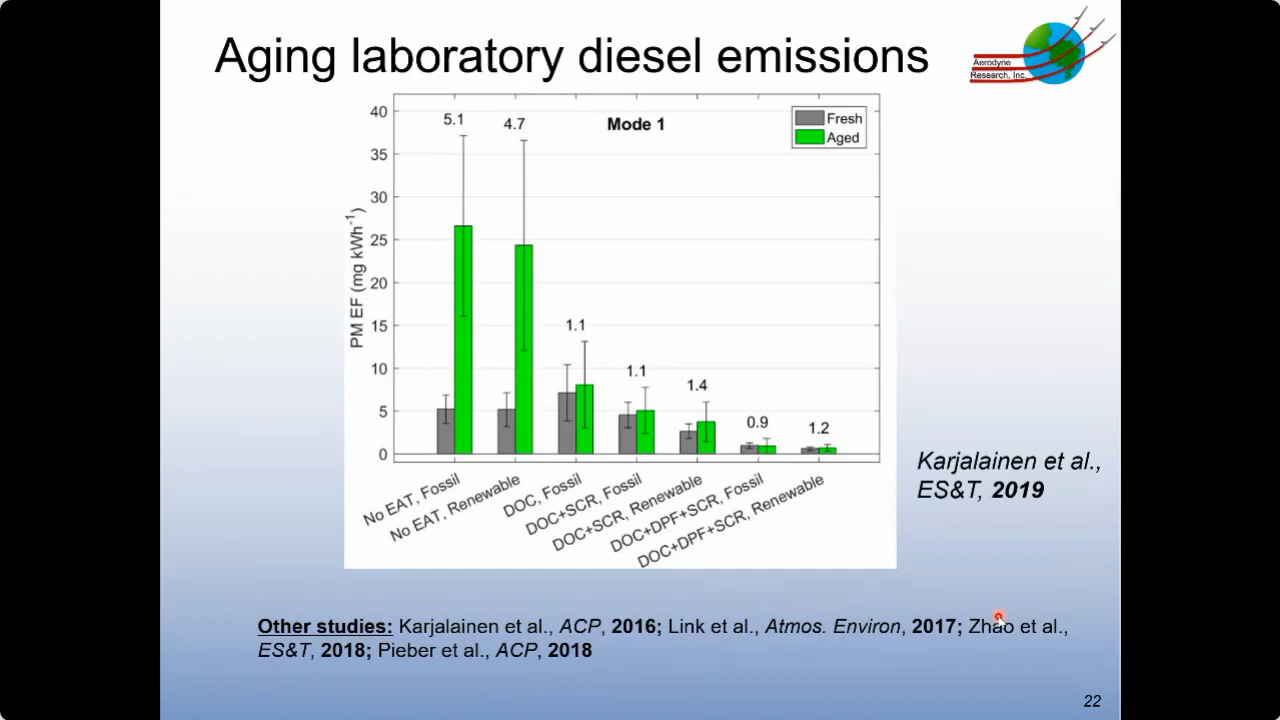 Aging laboratory diesel emissions
Aerodyne
Research, Inc.
Mode 1
Fresh
Aged
40
35
30
25
20
15
10
5
0
PM EF (mg kWh⁻¹)
5.1
4.7
1.1
1.1
1.4
0.9
1.2
No EAT, Fossil
No EAT, Renewable
DOC, Fossil
DOC+SCR, Fossil
DOC+SCR, Renewable
DOC+DPF+SCR, Fossil
DOC+DPF+SCR, Renewable
Karjalainen et al.,
ES&T, 2019
Other studies: Karjalainen et al., ACP, 2016; Link et al., Atmos. Environ, 2017; Zhao et al.,
ES&T, 2018; Pieber et al., ACP, 2018
22